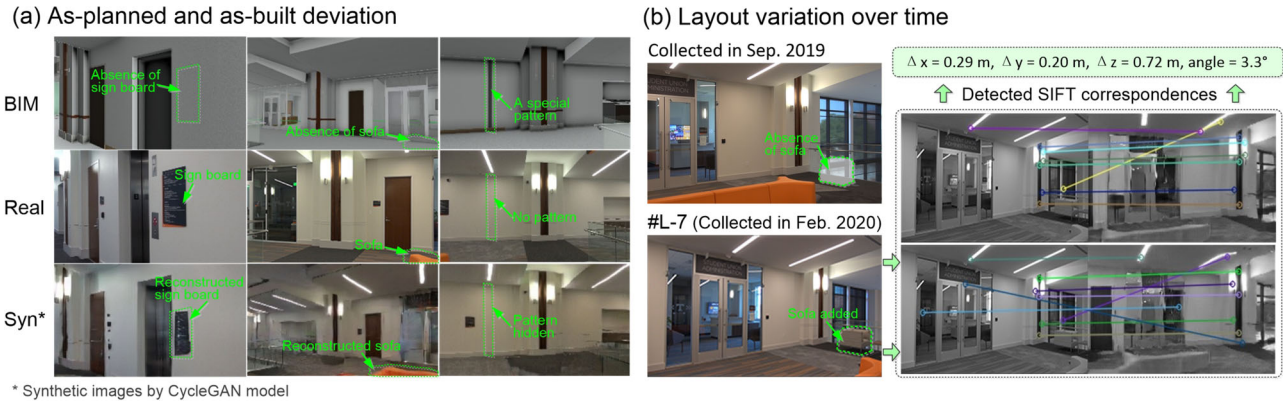 (a) As-planned and as-built deviation
BIM
Absence of
sign board
Absence of sofa
A special
pattern
Real
Sign board
Sofa
No pattern
Syn*
Reconstructed
sign board
Reconstructed sofa
Pattern
hidden
* Synthetic images by CycleGAN model
(b) Layout variation over time
Collected in Sep. 2019
Absence
of sofa
#L-7 (Collected in Feb. 2020)
Sofa added
Δ x = 0.29 m, Δ y = 0.20 m, Δ z = 0.72 m, angle = 3.3°
Detected SIFT correspondences